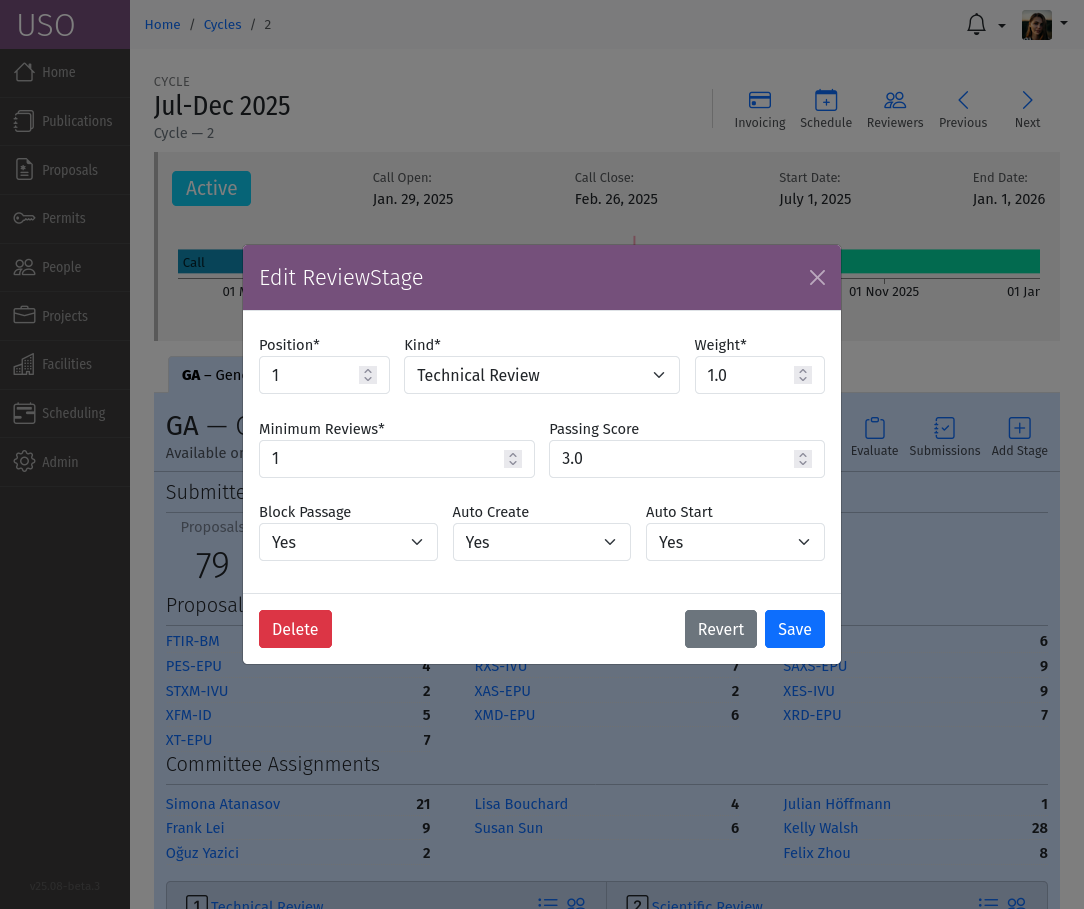 USO
Home / Cycles / 2
Home
Publications
Proposals
Permits
People
Projects
Facilities
Scheduling
Admin
v25.08-beta.3
CYCLE
Jul-Dec 2025
Cycle — 2
Invoicing Schedule Reviewers Previous Next
Active
Call Open: Call Close: Start Date: End Date:
Jan. 29, 2025 Feb. 26, 2025 July 1, 2025 Jan. 1, 2026
Call
01 Nov 2025 01 Jan
GA –
GA —
Available
Evaluate Submissions Add Stage
Edit ReviewStage
Position* Kind* Weight*
1 Technical Review 1.0
Minimum Reviews* Passing Score
1 3.0
Block Passage Auto Create Auto Start
Yes Yes Yes
Delete Revert Save
Proposals
79
FTIR-BM 6
PES-EPU 4 RXS-IVU 7 SAXS-EPU 9
STXM-IVU 2 XAS-EPU 2 XES-IVU 9
XFM-ID 5 XMD-EPU 6 XRD-EPU 7
XT-EPU 7
Committee Assignments
Simona Atanasov 21 Lisa Bouchard 4 Julian Höffmann 1
Frank Lei 9 Susan Sun 6 Kelly Walsh 28
Oğuz Yazici 2 Felix Zhou 8
1 Technical Review 2 Scientific Review